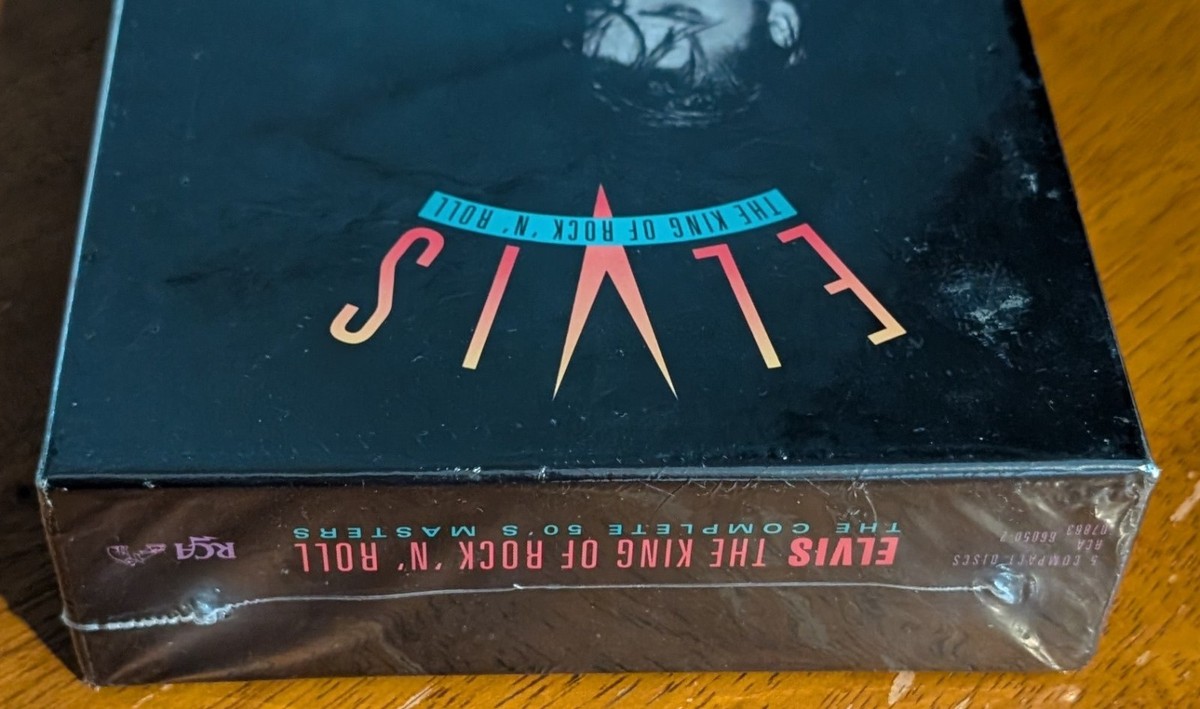 THE KING OF ROCK 'N' ROLL
ELVIS
5 COMPACT DISCS
RCA 66050-2
07863
ELVIS THE KING OF ROCK 'N' ROLL
THE COMPLETE 50'S MASTERS
RCA